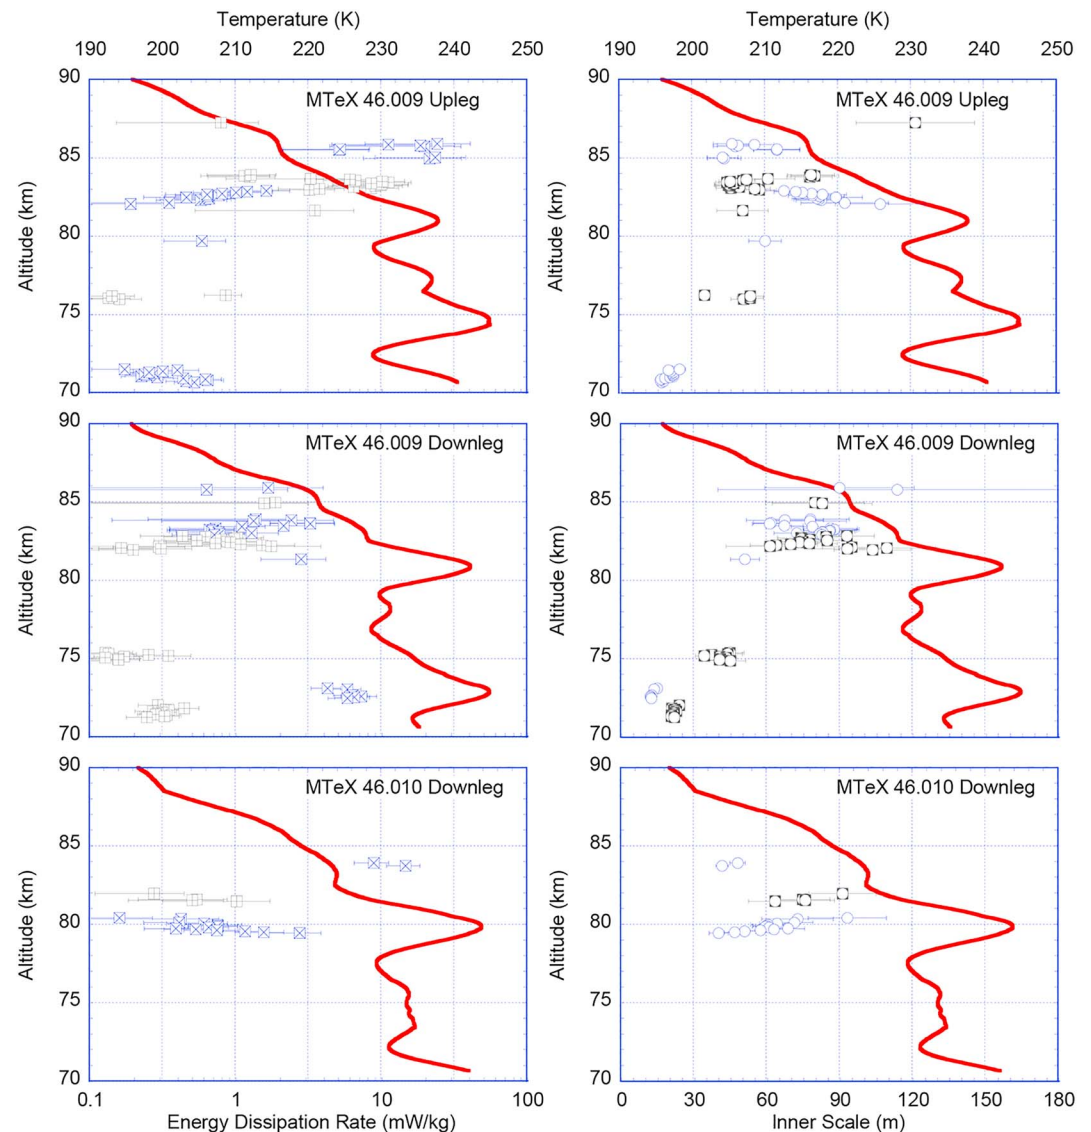 Temperature (K) Temperature (K)
190 200 210 220 230 240 250 190 200 210 220 230 240 250
90 MTeX 46.009 Upleg 90 MTeX 46.009 Upleg
85 85
Altitude (km) Altitude (km)
80 80
75 75
70 70
90 MTeX 46.009 Downleg 90 MTeX 46.009 Downleg
85 85
Altitude (km) Altitude (km)
80 80
75 75
70 70
90 MTeX 46.010 Downleg 90 MTeX 46.010 Downleg
85 85
Altitude (km) Altitude (km)
80 80
75 75
70 70
0.1 1 10 100 0 30 60 90 120 150 180
Energy Dissipation Rate (mW/kg) Inner Scale (m)